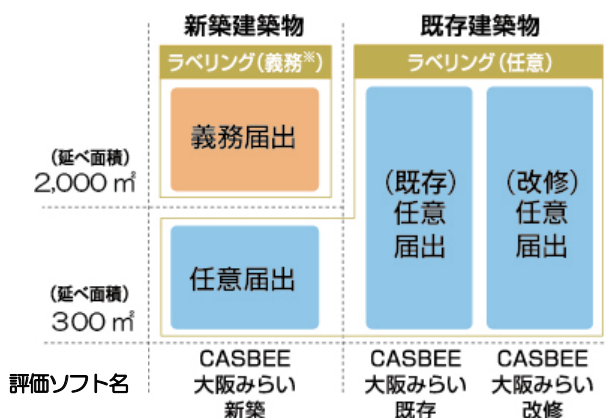 新築建築物
既存建築物
ラベリング(義務※)
ラベリング(任意)
義務届出
(延べ面積)
2,000㎡
(既存)
任意
届出
(改修)
任意
届出
任意届出
(延べ面積)
300㎡
評価ソフト名
CASBEE
大阪みらい
新築
CASBEE
大阪みらい
既存
CASBEE
大阪みらい
改修